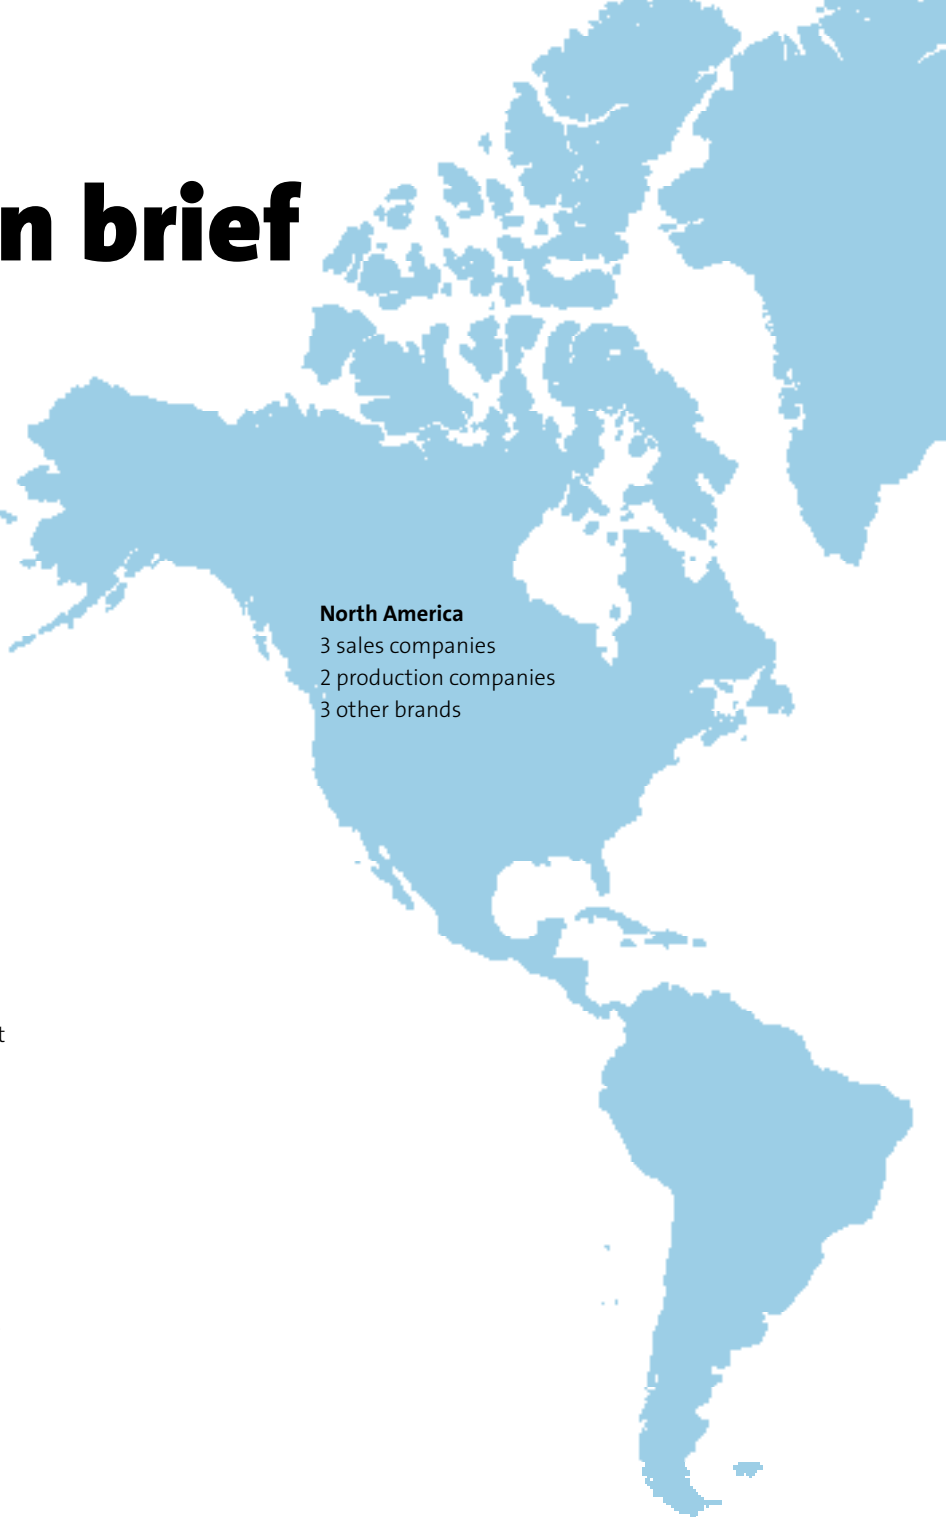 n brief
North America
3 sales companies
2 production companies
3 other brands
t